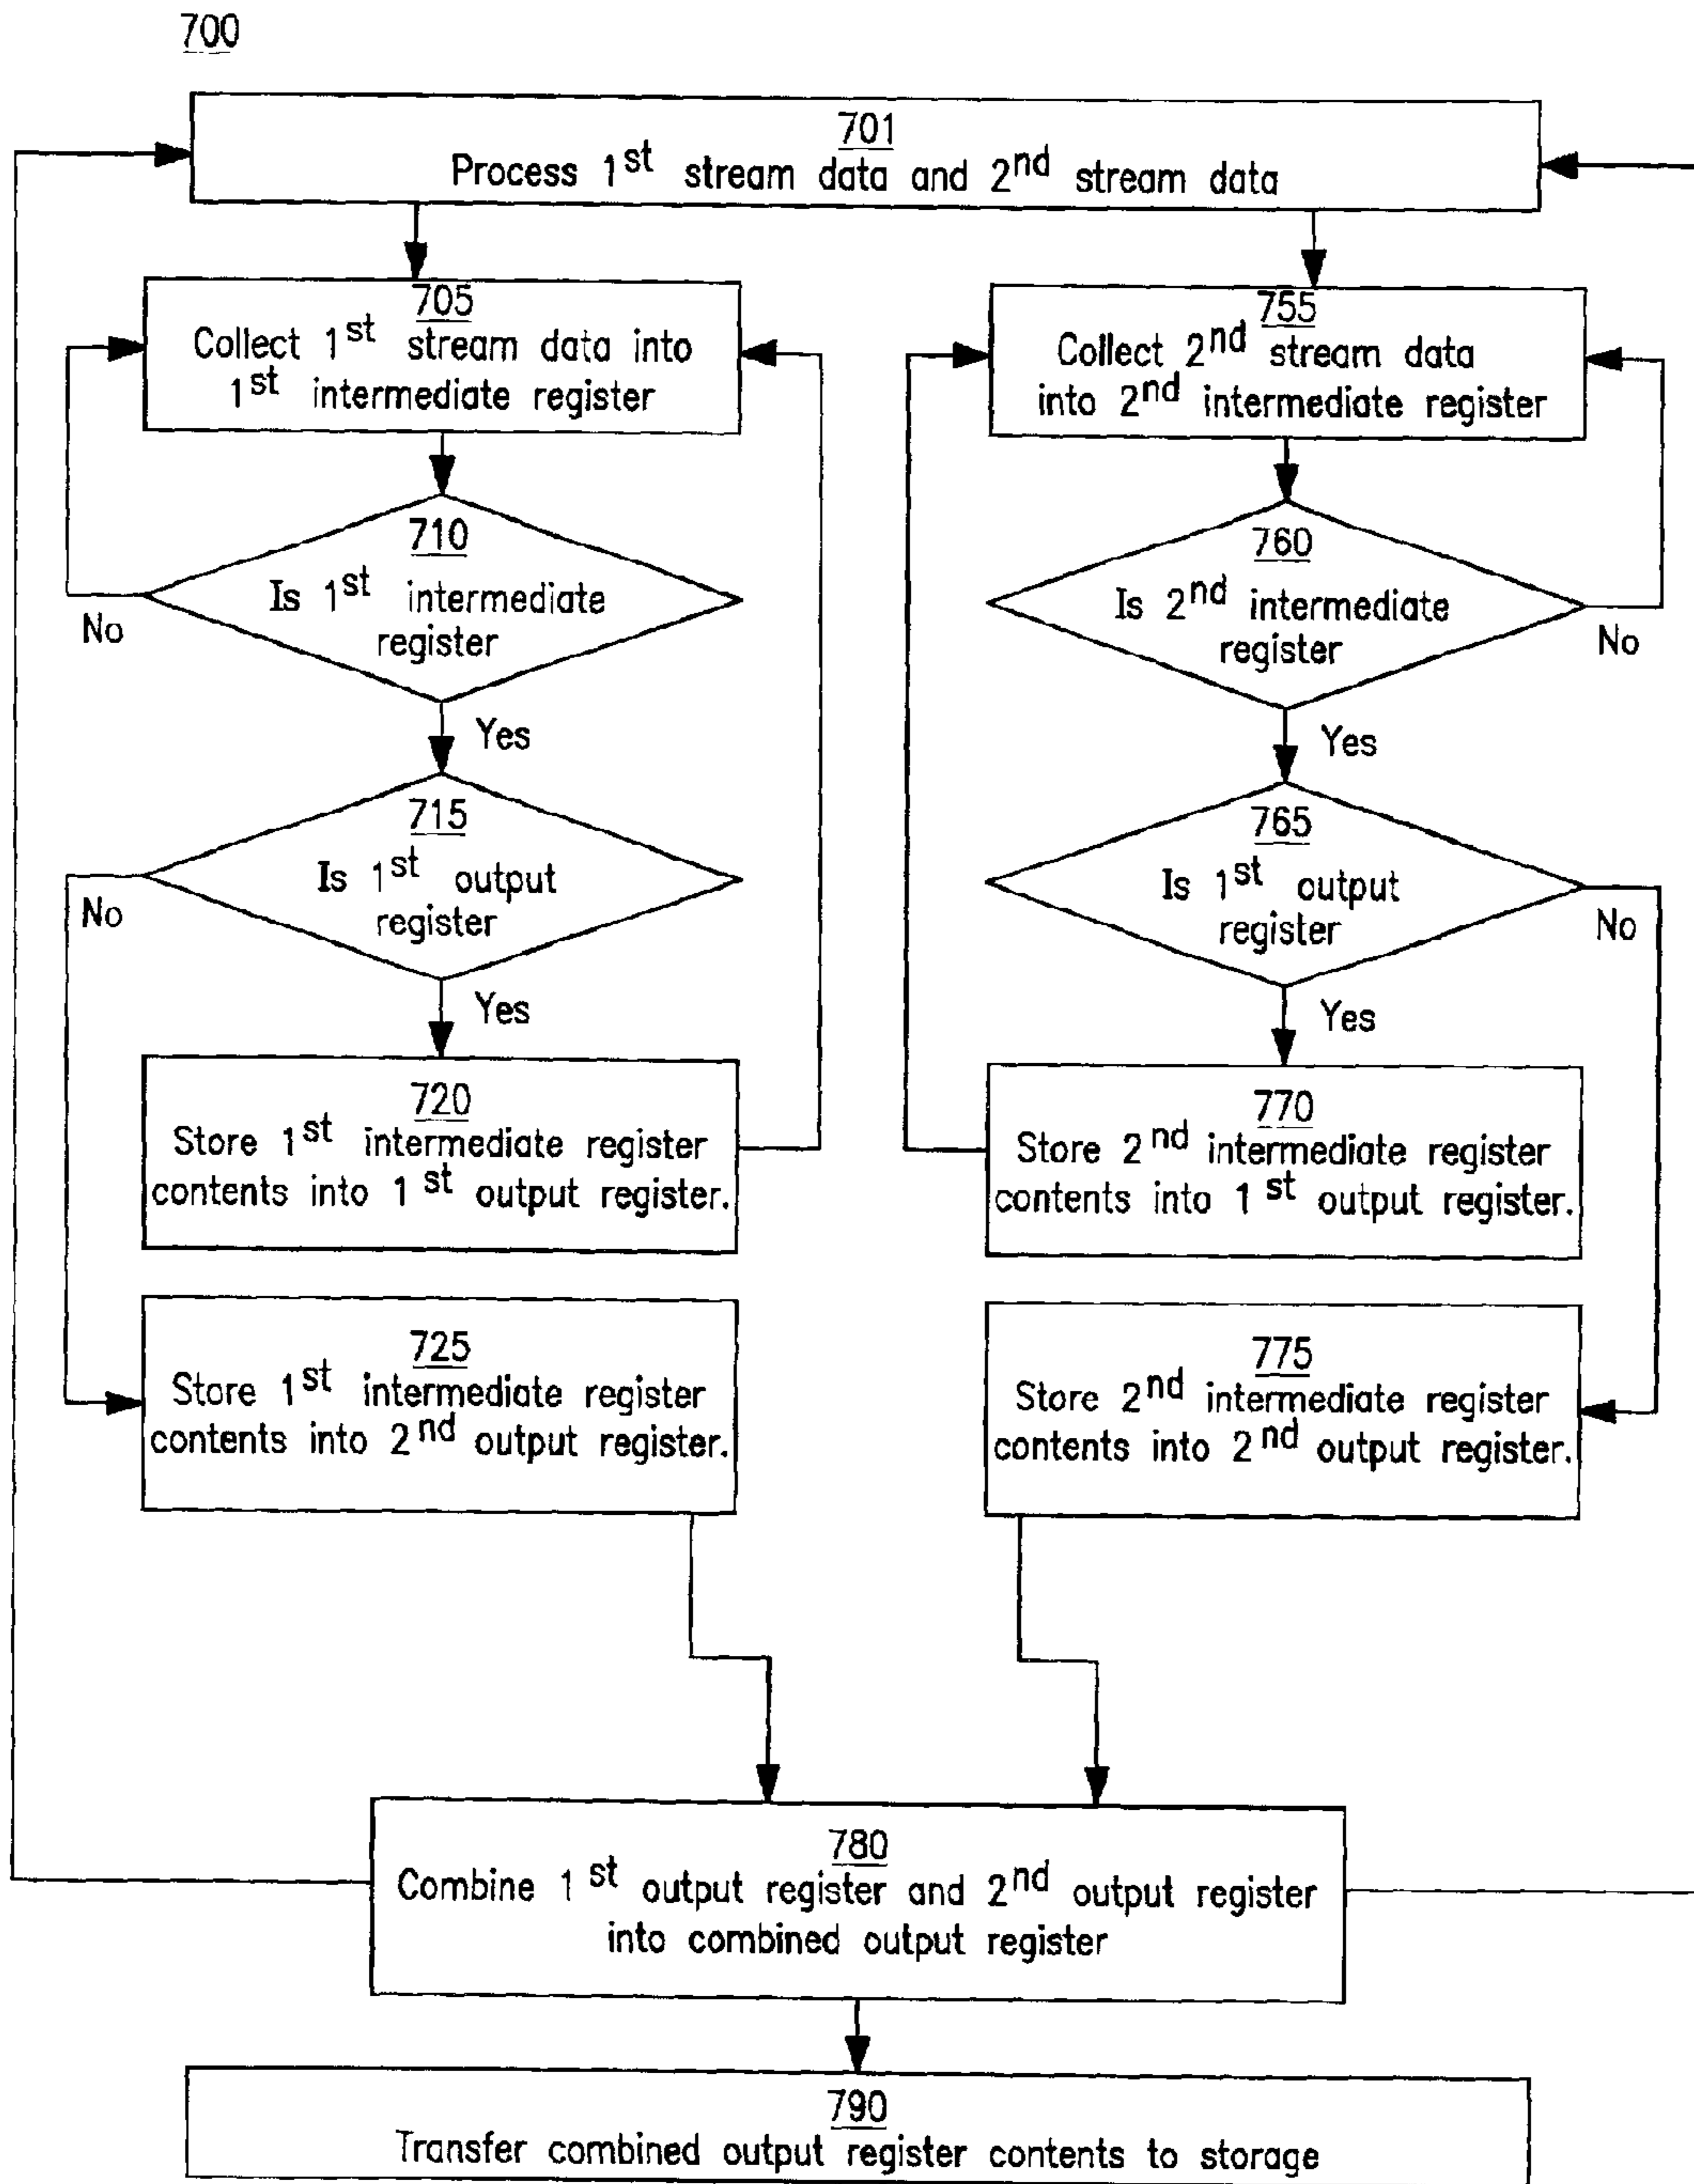 700
701
Process 1st stream data and 2nd stream data
705
Collect 1st stream data into
1st intermediate register
755
Collect 2nd stream data
into 2nd intermediate register
710
Is 1st intermediate
register
No
Yes
760
Is 2nd intermediate
register
No
Yes
715
Is 1st output
register
No
Yes
765
Is 1st output
register
No
Yes
720
Store 1st intermediate register
contents into 1st output register.
770
Store 2nd intermediate register
contents into 1st output register.
725
Store 1st intermediate register
contents into 2nd output register.
775
Store 2nd intermediate register
contents into 2nd output register.
780
Combine 1st output register and 2nd output register
into combined output register
790
Transfer combined output register contents to storage